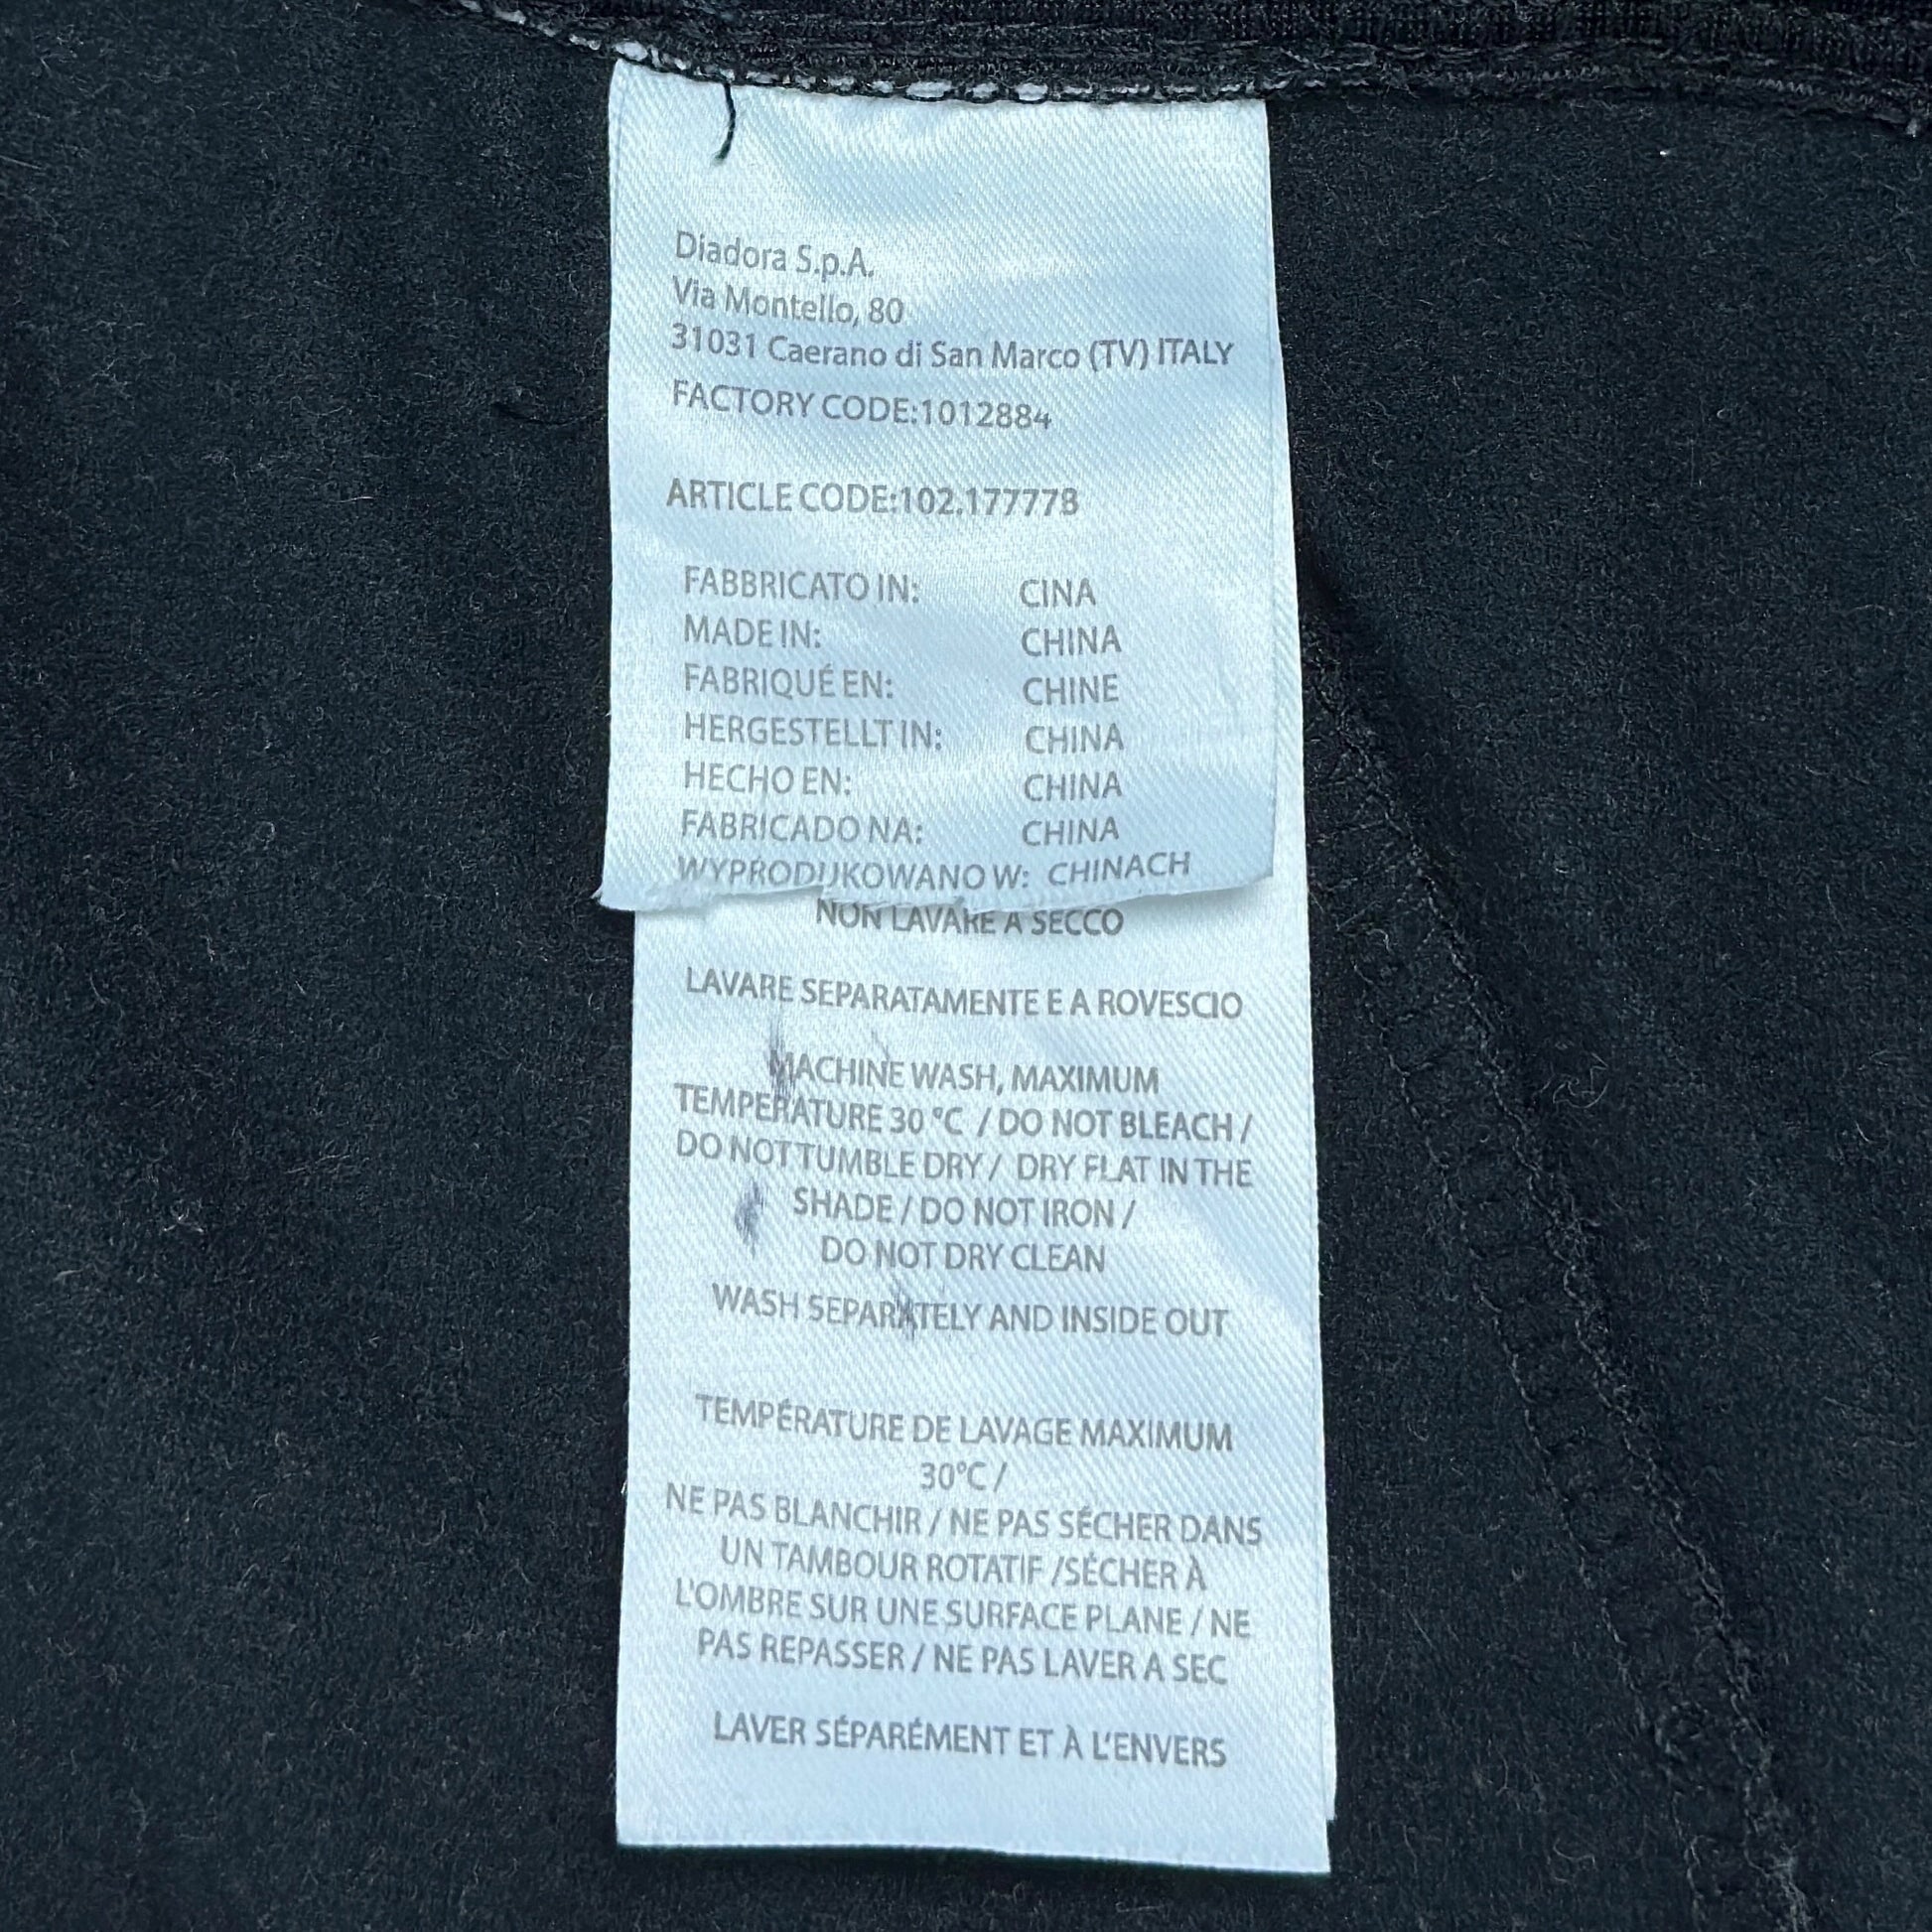 Diadora S.p.A.
Via Montello, 80
31031 Caerano di San Marco (TV) ITALY
FACTORY CODE:1012884
ARTICLE CODE:102.177778
FABBRICATO IN: CINA
MADE IN: CHINA
FABRIQUÉ EN: CHINE
HERGESTELLT IN: CHINA
HECHO EN: CHINA
FABRICADO NA: CHINA
WYPRODUKOWANO W: CHINACH
NON LAVARE A SECCO
LAVARE SEPARATAMENTE E A ROVESCIO
MACHINE WASH, MAXIMUM
TEMPERATURE 30 °C / DO NOT BLEACH /
DO NOT TUMBLE DRY / DRY FLAT IN THE
SHADE / DO NOT IRON /
DO NOT DRY CLEAN
WASH SEPARATELY AND INSIDE OUT
TEMPÉRATURE DE LAVAGE MAXIMUM
30°C /
NE PAS BLANCHIR / NE PAS SÉCHER DANS
UN TAMBOUR ROTATIF /SÉCHER À
L'OMBRE SUR UNE SURFACE PLANE / NE
PAS REPASSER / NE PAS LAVER A SEC
LAVER SÉPARÉMENT ET À L'ENVERS